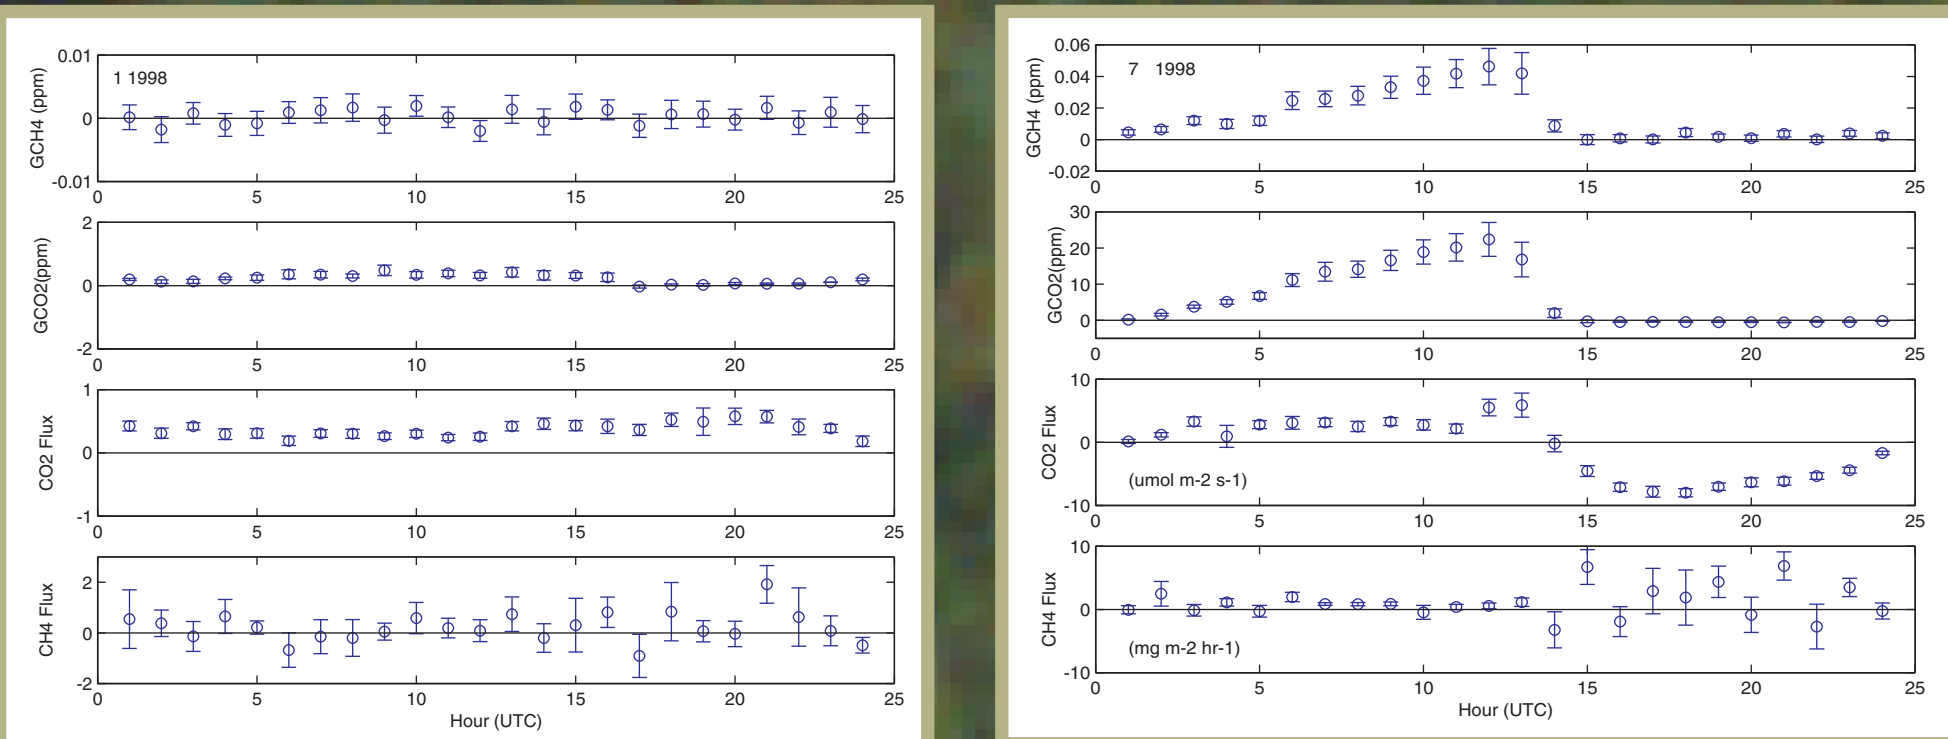 1 1998
GCH4 (ppm)
0.01
0
-0.01
0 5 10 15 20 25
GCO2(ppm)
2
0
-2
0 5 10 15 20 25
CO2 Flux
1
0
-1
0 5 10 15 20 25
CH4 Flux
2
0
-2
0 5 10 15 20 25
Hour (UTC)
7 1998
GCH4 (ppm)
0.06
0.04
0.02
0
-0.02
0 5 10 15 20 25
GCO2(ppm)
30
20
10
0
0 5 10 15 20 25
CO2 Flux
10
0
-10
(umol m-2 s-1)
0 5 10 15 20 25
CH4 Flux
10
0
-10
(mg m-2 hr-1)
0 5 10 15 20 25
Hour (UTC)